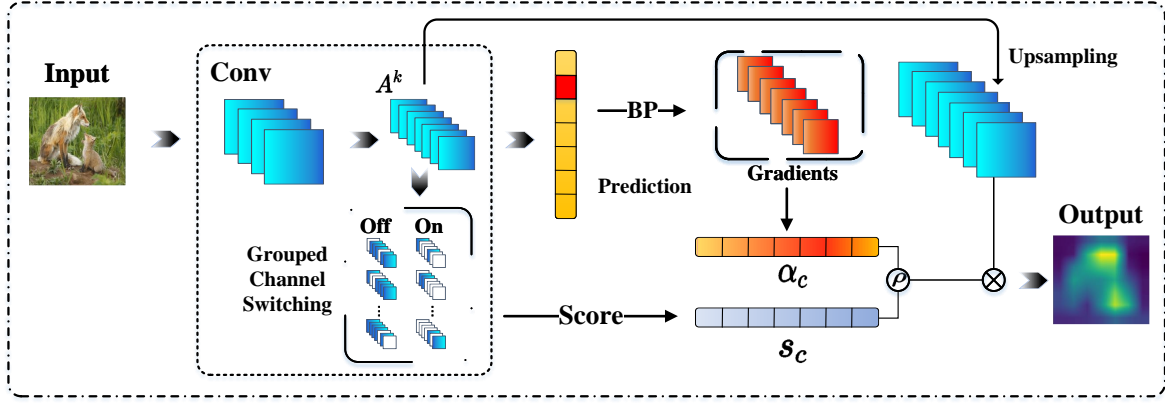 Input
Conv
A^k
Off
On
Grouped
Channel
Switching
BP
Prediction
Gradients
Upsampling
α_c
ρ
⊗
Score
s_c
Output